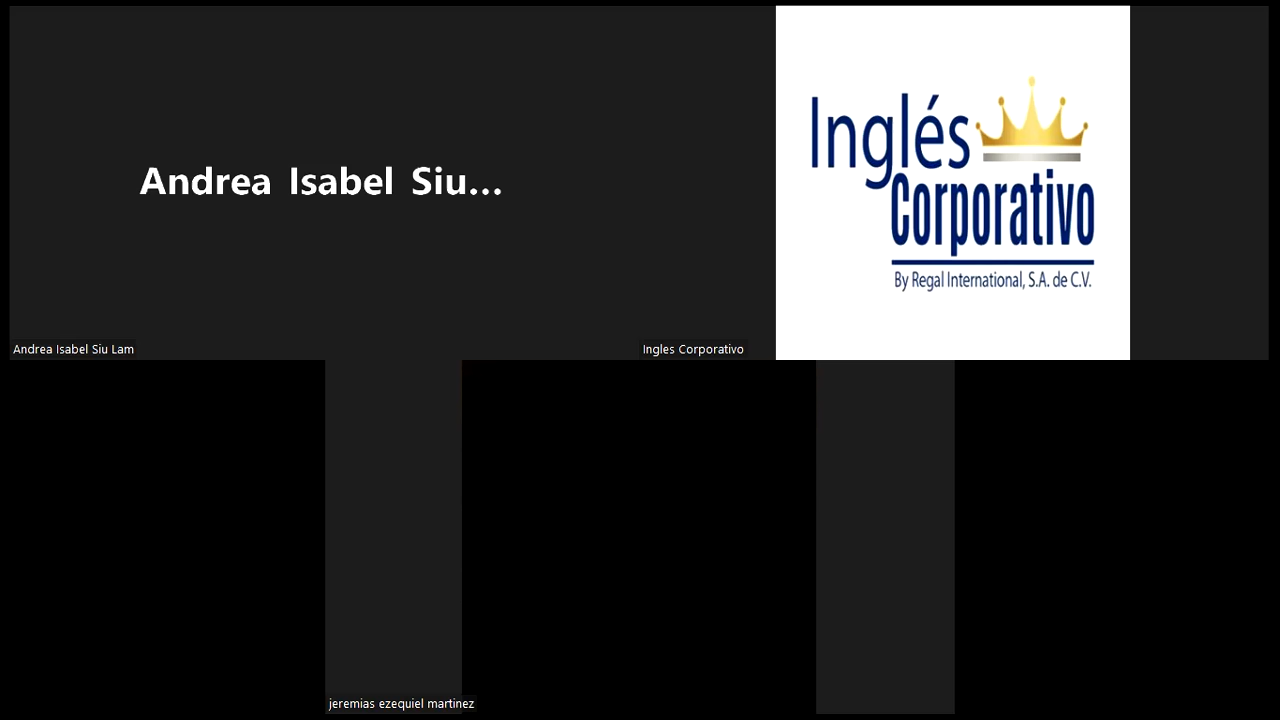 Andrea Isabel Siu...
Andrea Isabel Siu Lam
Inglés
Corporativo
By Regal International, S.A. de C.V.
Ingles Corporativo
jeremias ezequiel martinez